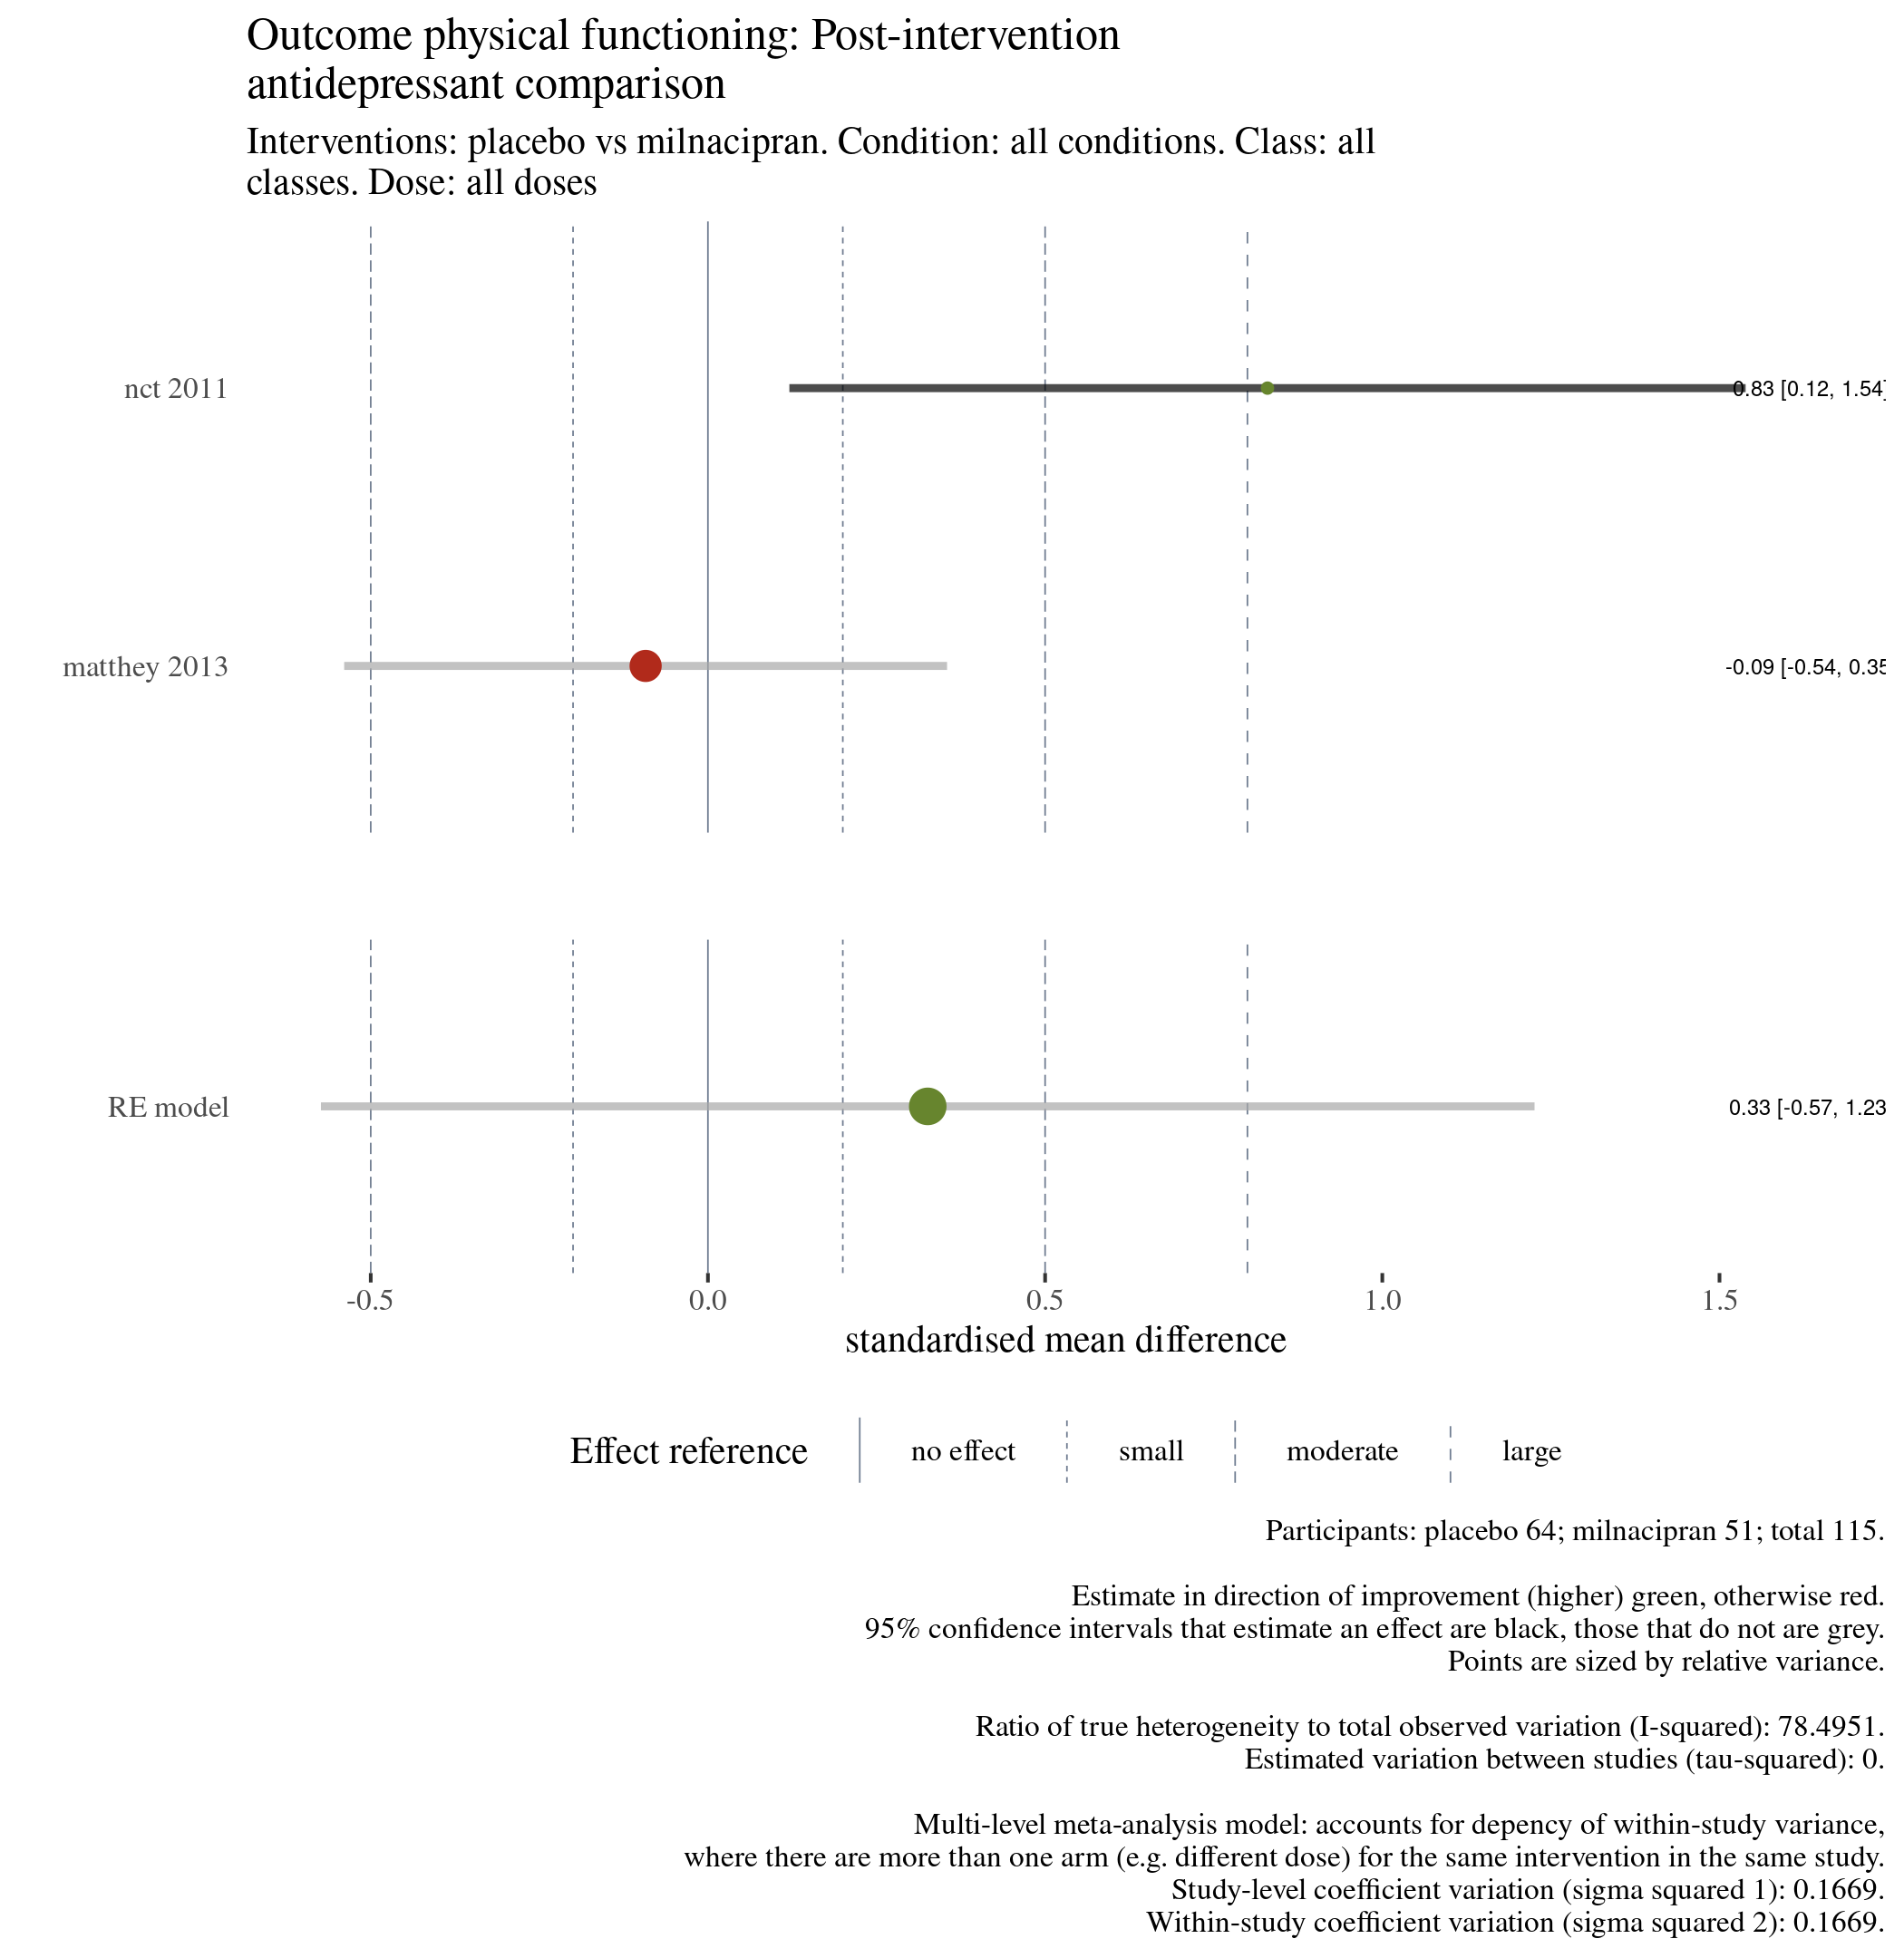 Outcome physical functioning: Post-intervention
antidepressant comparison
Interventions: placebo vs milnacipran. Condition: all conditions. Class: all
classes. Dose: all doses
nct 2011
0.83 [0.12, 1.54]
matthey 2013
-0.09 [-0.54, 0.35
RE model
0.33 [-0.57, 1.23
-0.5 0.0 0.5 1.0 1.5
standardised mean difference
Effect reference no effect small moderate large
Participants: placebo 64; milnacipran 51; total 115.
Estimate in direction of improvement (higher) green, otherwise red.
95% confidence intervals that estimate an effect are black, those that do not are grey.
Points are sized by relative variance.
Ratio of true heterogeneity to total observed variation (I-squared): 78.4951.
Estimated variation between studies (tau-squared): 0.
Multi-level meta-analysis model: accounts for depency of within-study variance,
where there are more than one arm (e.g. different dose) for the same intervention in the same study.
Study-level coefficient variation (sigma squared 1): 0.1669.
Within-study coefficient variation (sigma squared 2): 0.1669.